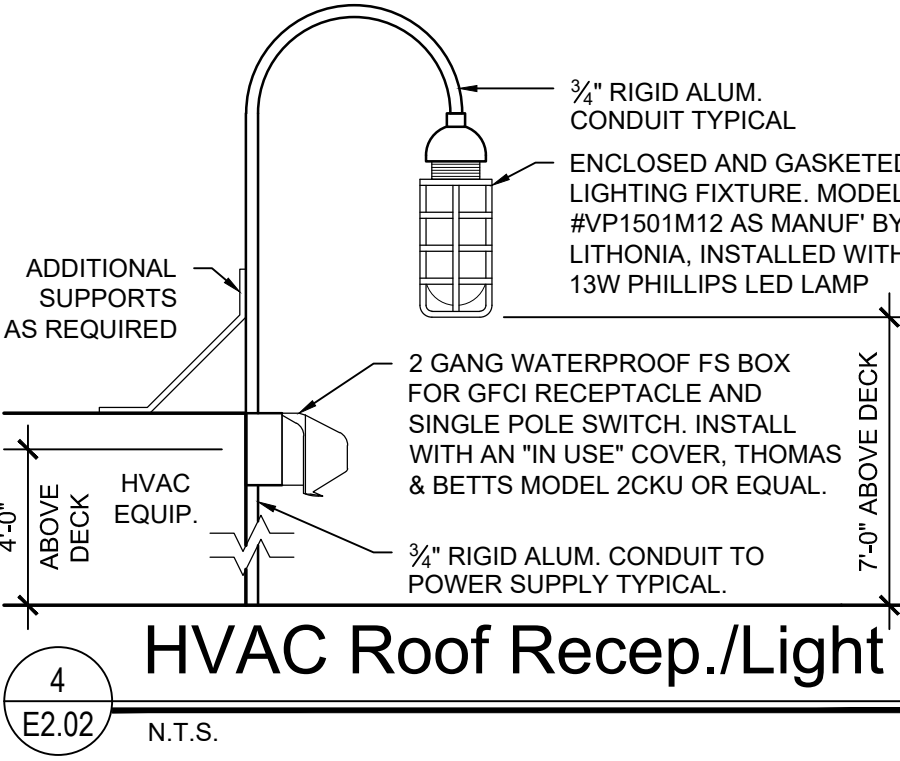 ¾" RIGID ALUM.
CONDUIT TYPICAL
ENCLOSED AND GASKETED
LIGHTING FIXTURE. MODEL
#VP1501M12 AS MANUF' BY
LITHONIA, INSTALLED WITH
13W PHILLIPS LED LAMP
ADDITIONAL
SUPPORTS
AS REQUIRED
2 GANG WATERPROOF FS BOX
FOR GFCI RECEPTACLE AND
SINGLE POLE SWITCH. INSTALL
WITH AN "IN USE" COVER, THOMAS
& BETTS MODEL 2CKU OR EQUAL.
7'-0" ABOVE DECK
4'-0"
ABOVE
DECK
HVAC
EQUIP.
¾" RIGID ALUM. CONDUIT TO
POWER SUPPLY TYPICAL.
HVAC Roof Recep./Light
4
E2.02
N.T.S.